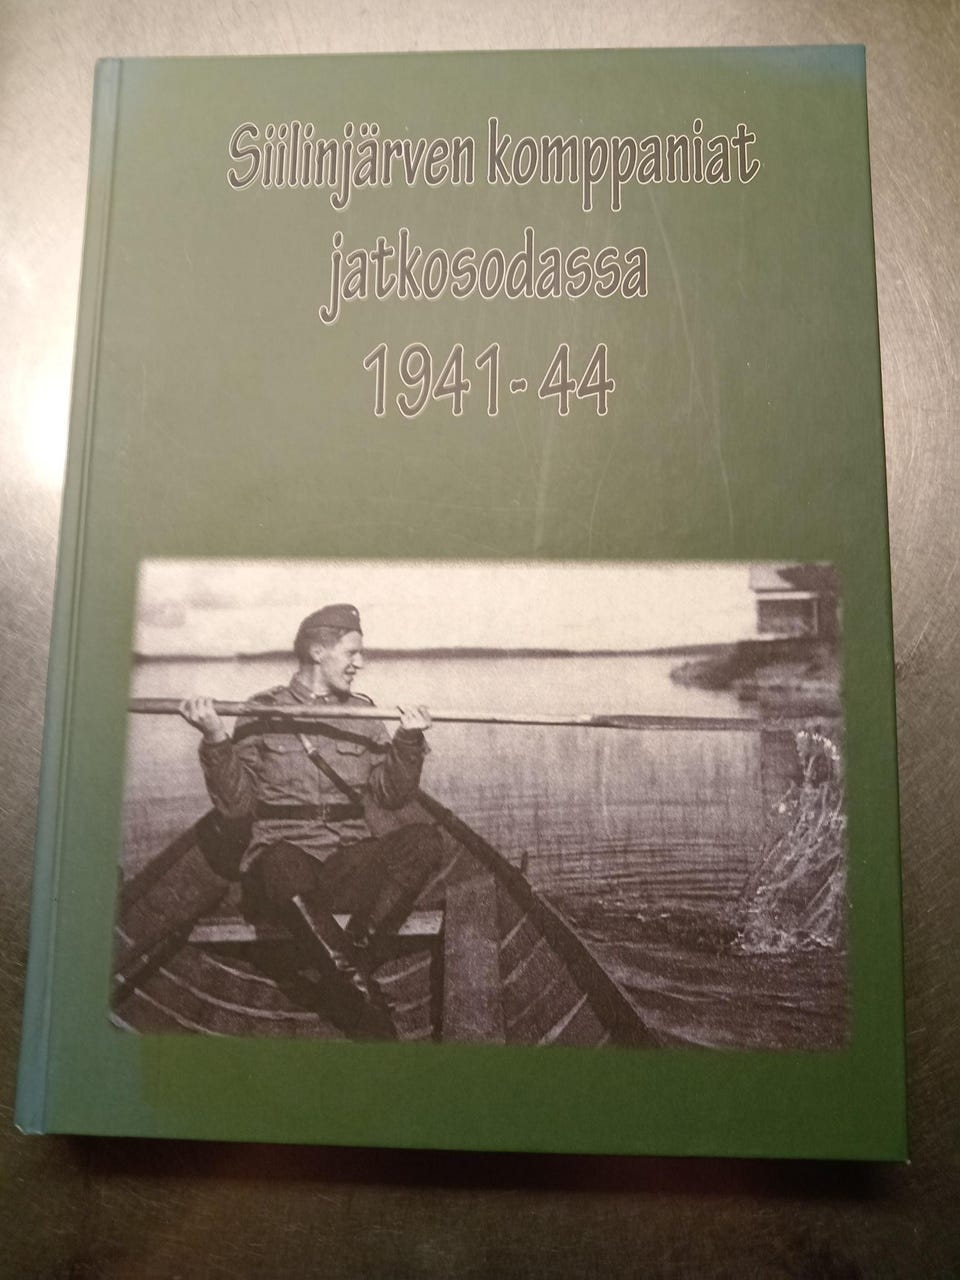 Siilinjärven komppaniat
jatkosodassa
1941-44